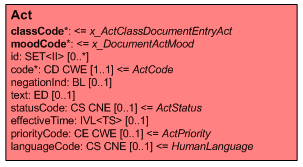 Act
classCode*: <= x_ActClassDocumentEntryAct
moodCode*: <= x_DocumentActMood
id: SET<II> [0..*]
code*: CD CWE [1..1] <= ActCode
negationInd: BL [0..1]
text: ED [0..1]
statusCode: CS CNE [0..1] <= ActStatus
effectiveTime: IVL<TS> [0..1]
priorityCode: CE CWE [0..1] <= ActPriority
languageCode: CS CNE [0..1] <= HumanLanguage